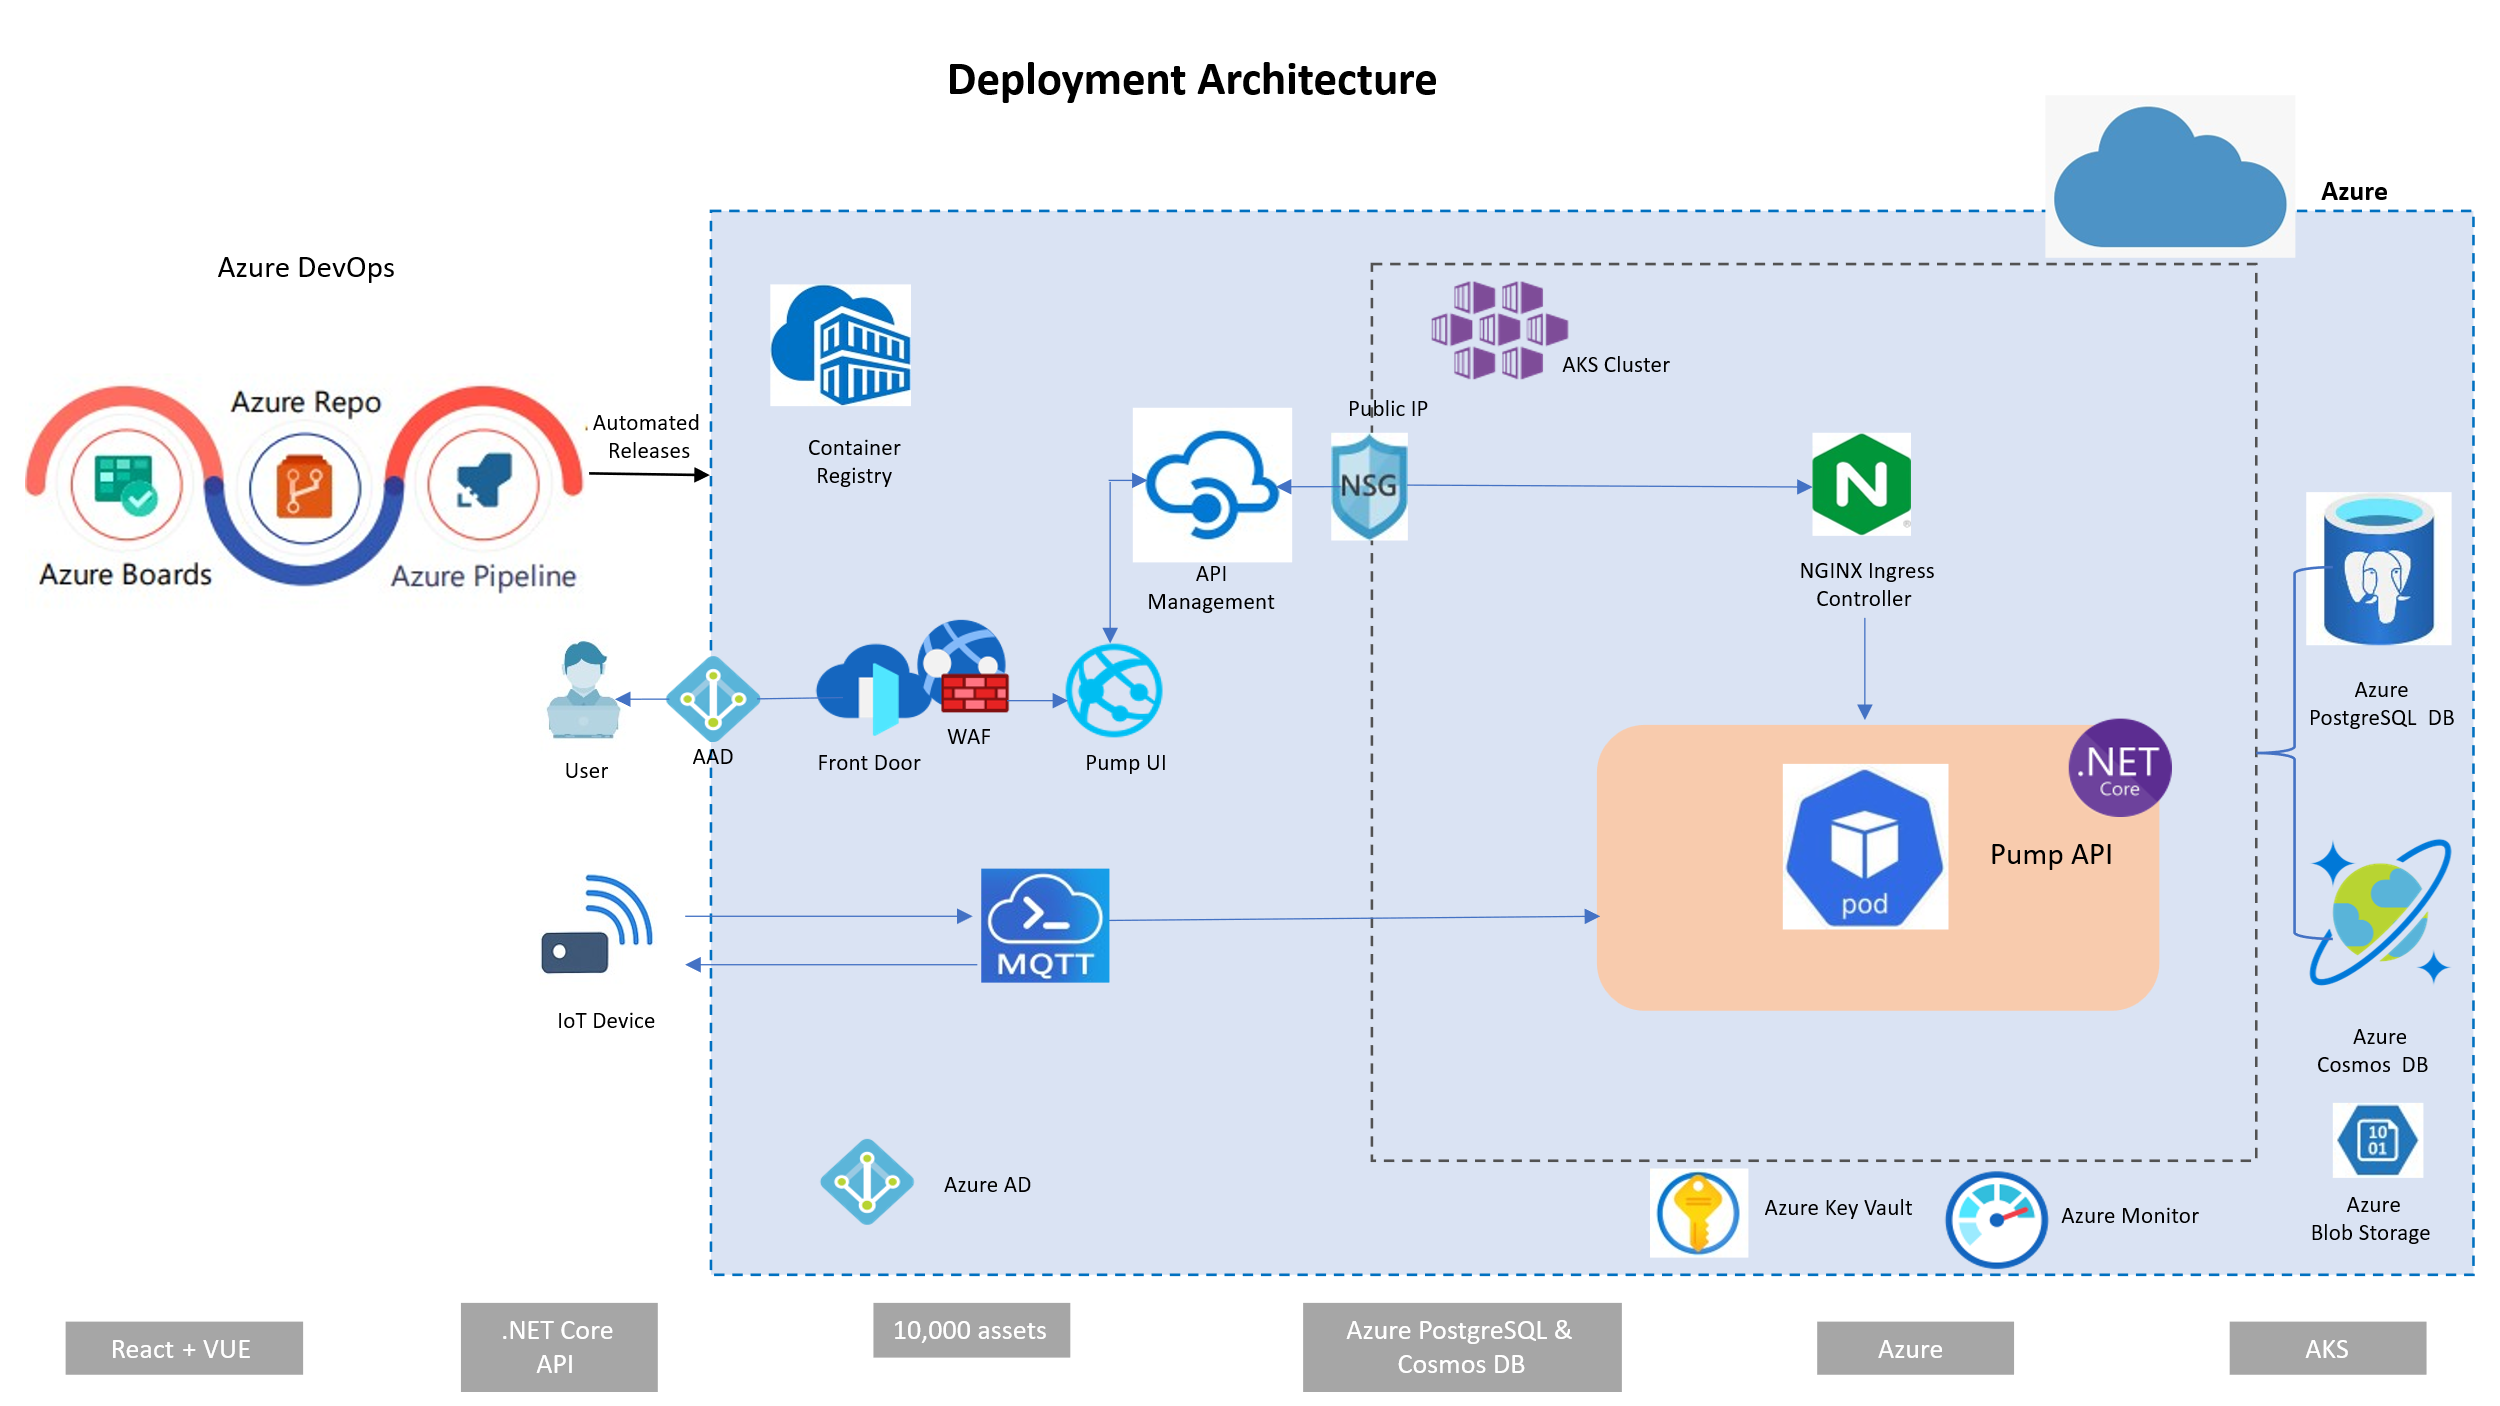 Deployment Architecture
Azure
Azure DevOps
Azure Repo
Azure Boards
Azure Pipeline
Automated
Releases
Container
Registry
AKS Cluster
Public IP
NSG
API
Management
NGINX Ingress
Controller
Azure
PostgreSQL DB
User
AAD
Front Door
WAF
Pump UI
.NET
Core
Pump API
pod
MQTT
IoT Device
Azure
Cosmos DB
10
01
Azure
Blob Storage
Azure AD
Azure Key Vault
Azure Monitor
React + VUE
.NET Core
API
10,000 assets
Azure PostgreSQL &
Cosmos DB
Azure
AKS